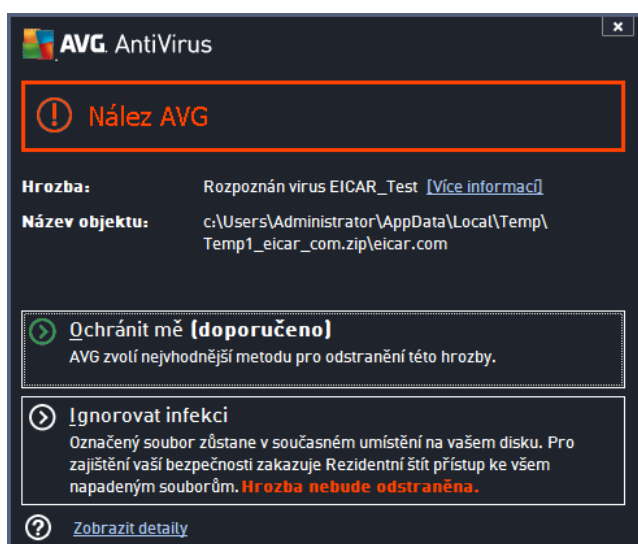 AVG. AntiVirus
Nález AVG
Hrozba: Rozpoznán virus EICAR_Test [Více informací]
Název objektu: c:\Users\Administrator\AppData\Local\Temp\
Temp1_eicar_com.zip\eicar.com
Ochránit mě (doporučeno)
AVG zvolí nejvhodnější metodu pro odstranění této hrozby.
Ignorovat infekci
Označený soubor zůstane v současném umístění na vašem disku. Pro
zajištění vaší bezpečnosti zakazuje Rezidentní štít přístup ke všem
napadeným souborům. Hrozba nebude odstraněna.
Zobrazit detaily